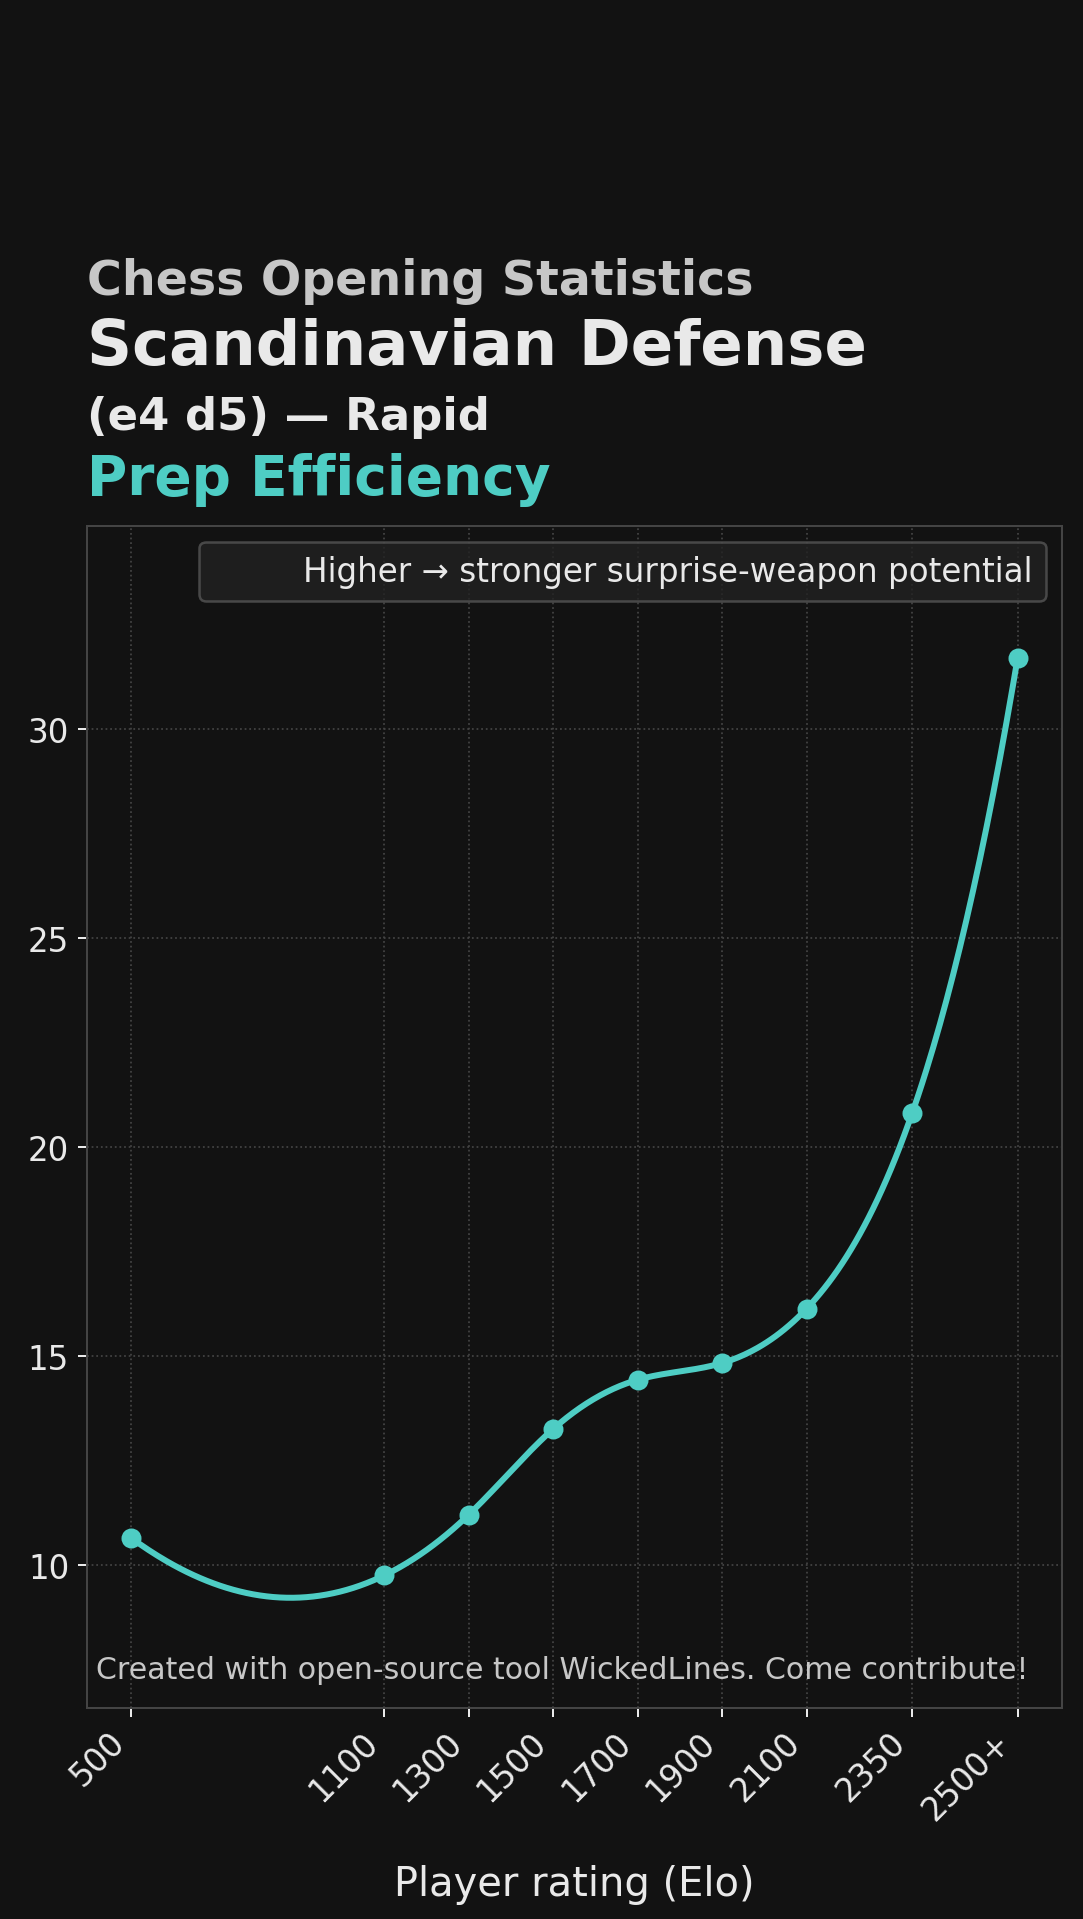 Chess Opening Statistics
Scandinavian Defense
(e4 d5) — Rapid
Prep Efficiency
Higher → stronger surprise-weapon potential
30
25
20
15
10
Created with open-source tool WickedLines. Come contribute!
500
1100
1300
1500
1700
1900
2100
2350
2500+
Player rating (Elo)